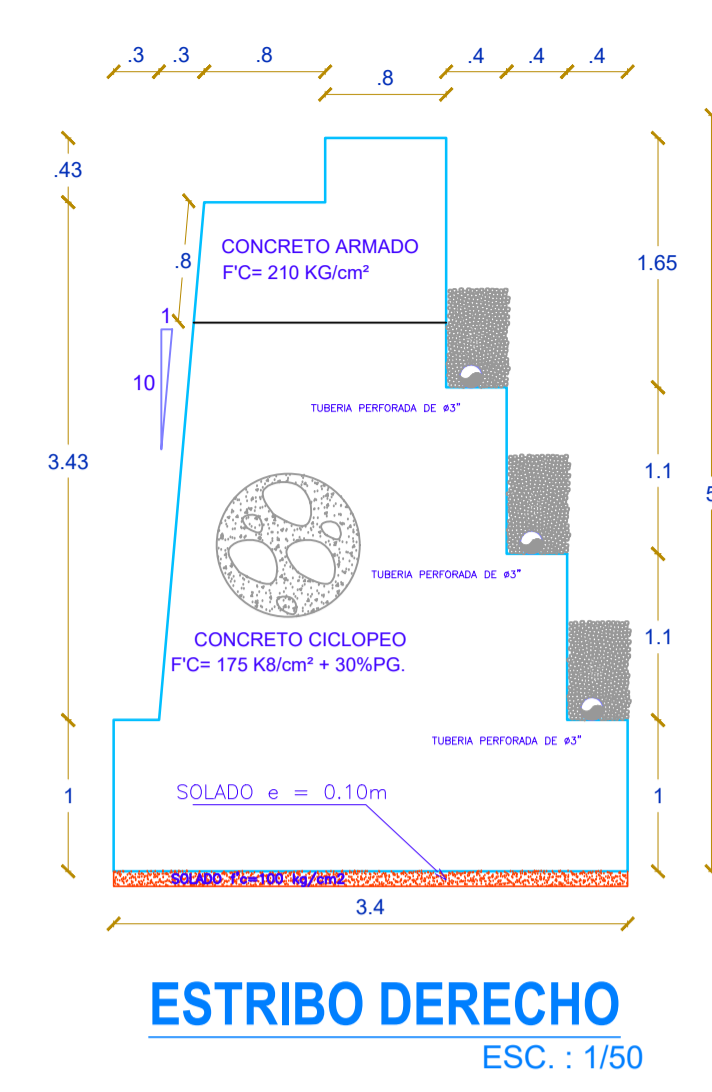 .3 .3 .8 .8 .4 .4 .4
.43
CONCRETO ARMADO
F'C= 210 KG/cm²
.8
1.65
1
10
TUBERIA PERFORADA DE ø3"
3.43
1.1
TUBERIA PERFORADA DE ø3"
CONCRETO CICLOPEO
F'C= 175 K8/cm² + 30%PG.
1.1
TUBERIA PERFORADA DE ø3"
SOLADO e = 0.10m
1
1
SOLADO f'c=100 kg/cm2
3.4
ESTRIBO DERECHO
ESC. : 1/50